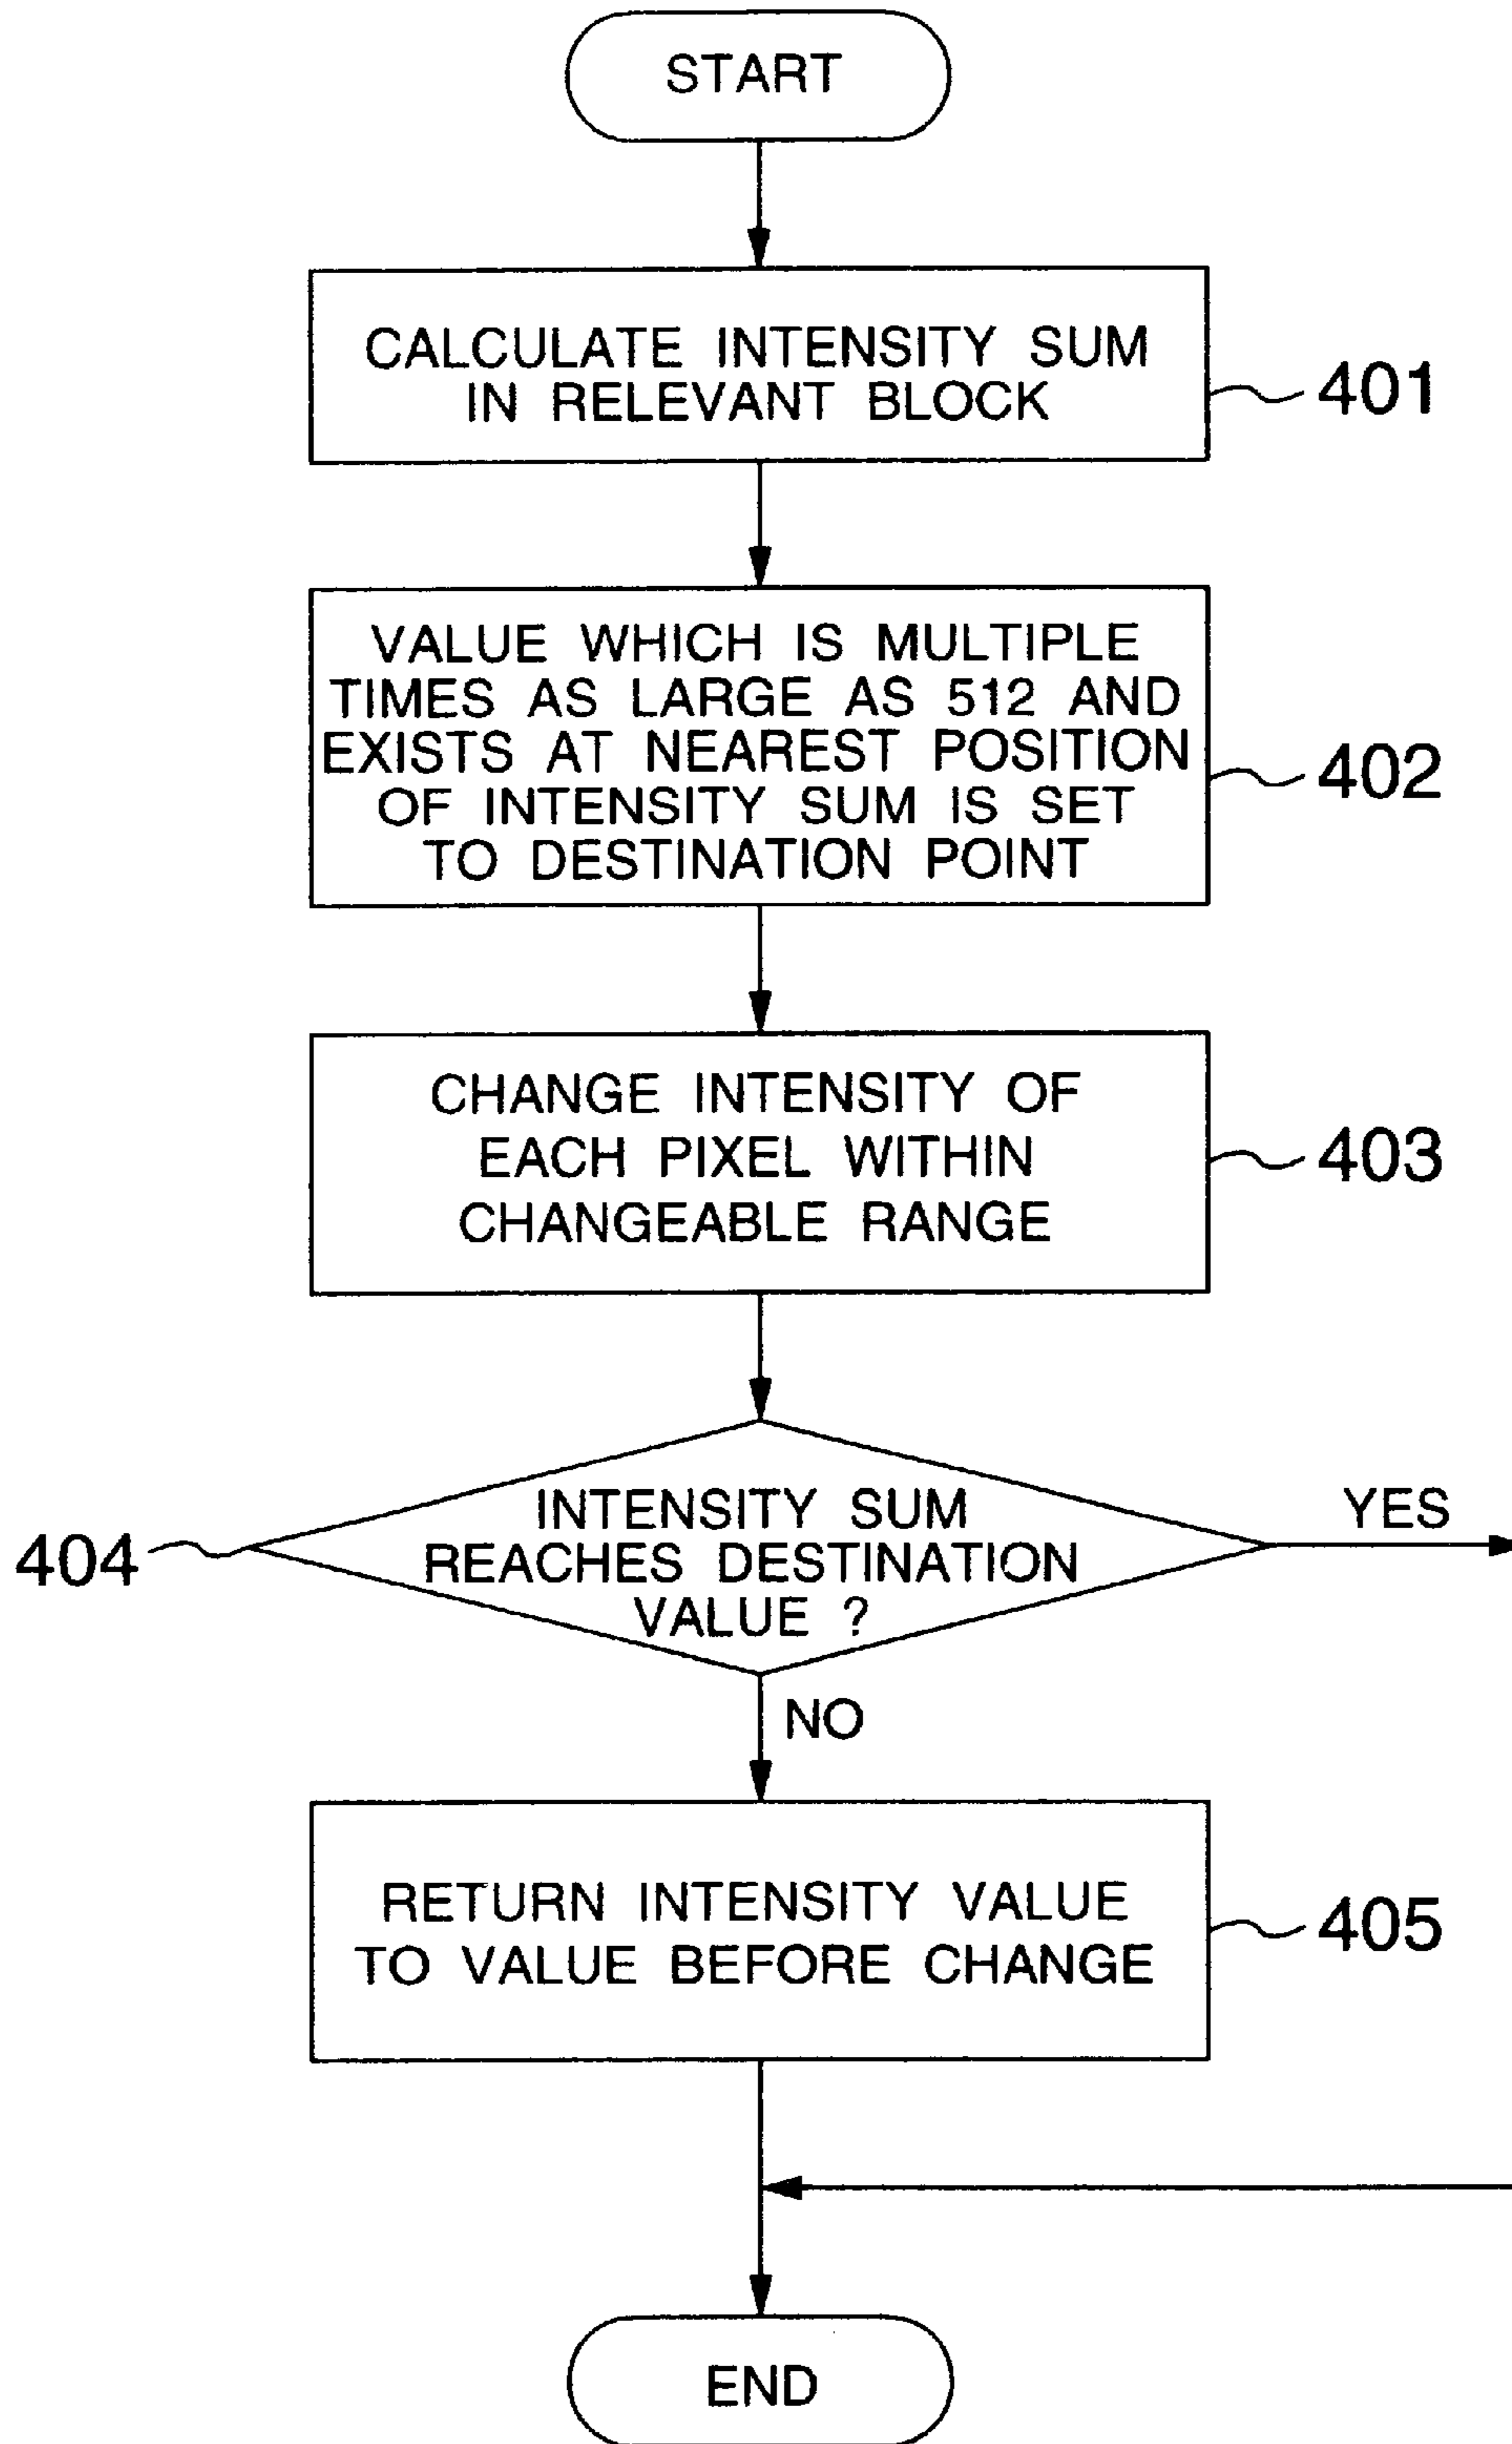 START
CALCULATE INTENSITY SUM
IN RELEVANT BLOCK
401
VALUE WHICH IS MULTIPLE
TIMES AS LARGE AS 512 AND
EXISTS AT NEAREST POSITION
OF INTENSITY SUM IS SET
TO DESTINATION POINT
402
CHANGE INTENSITY OF
EACH PIXEL WITHIN
CHANGEABLE RANGE
403
INTENSITY SUM
REACHES DESTINATION
VALUE ?
404
YES
NO
RETURN INTENSITY VALUE
TO VALUE BEFORE CHANGE
405
END